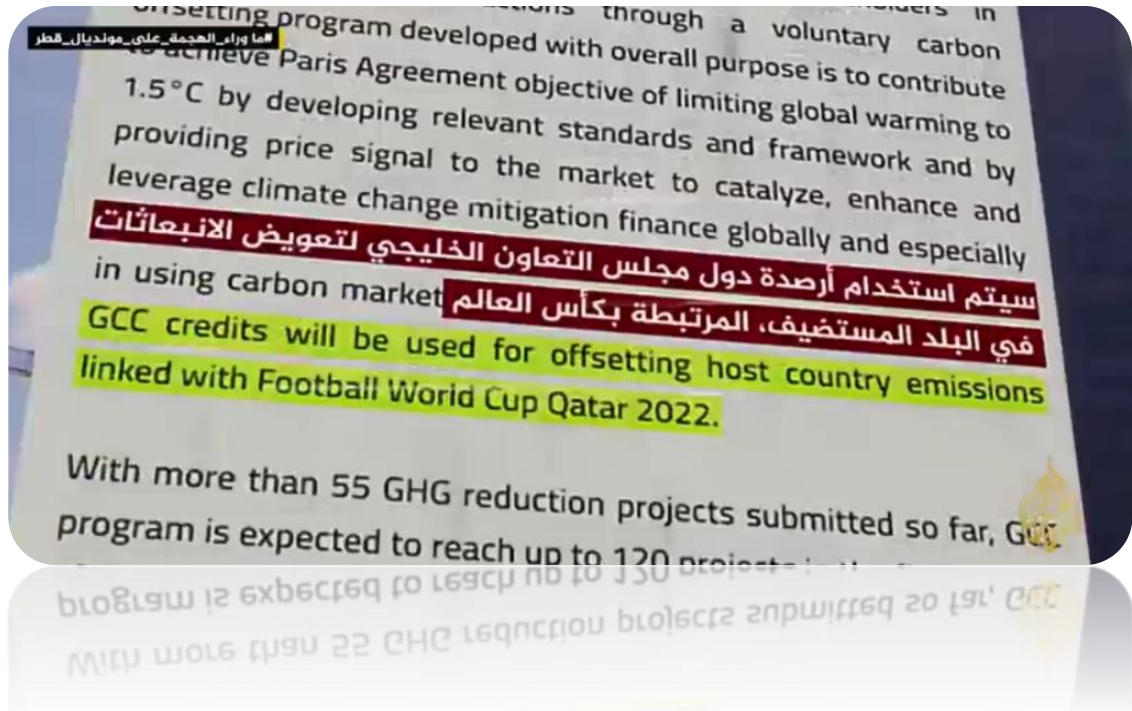 #ما_وراء_الهجمة_على_مونديال_قطر
through a voluntary carbon
program developed with overall purpose is to contribute
to achieve Paris Agreement objective of limiting global warming to
1.5°C by developing relevant standards and framework and by
providing price signal to the market to catalyze, enhance and
leverage climate change mitigation finance globally and especially
سيتم استخدام أرصدة دول مجلس التعاون الخليجي لتعويض الانبعاثات
in using carbon market
في البلد المستضيف، المرتبطة بكأس العالم
GCC credits will be used for offsetting host country emissions
linked with Football World Cup Qatar 2022.
With more than 55 GHG reduction projects submitted so far, GCC
program is expected to reach up to 120 projects